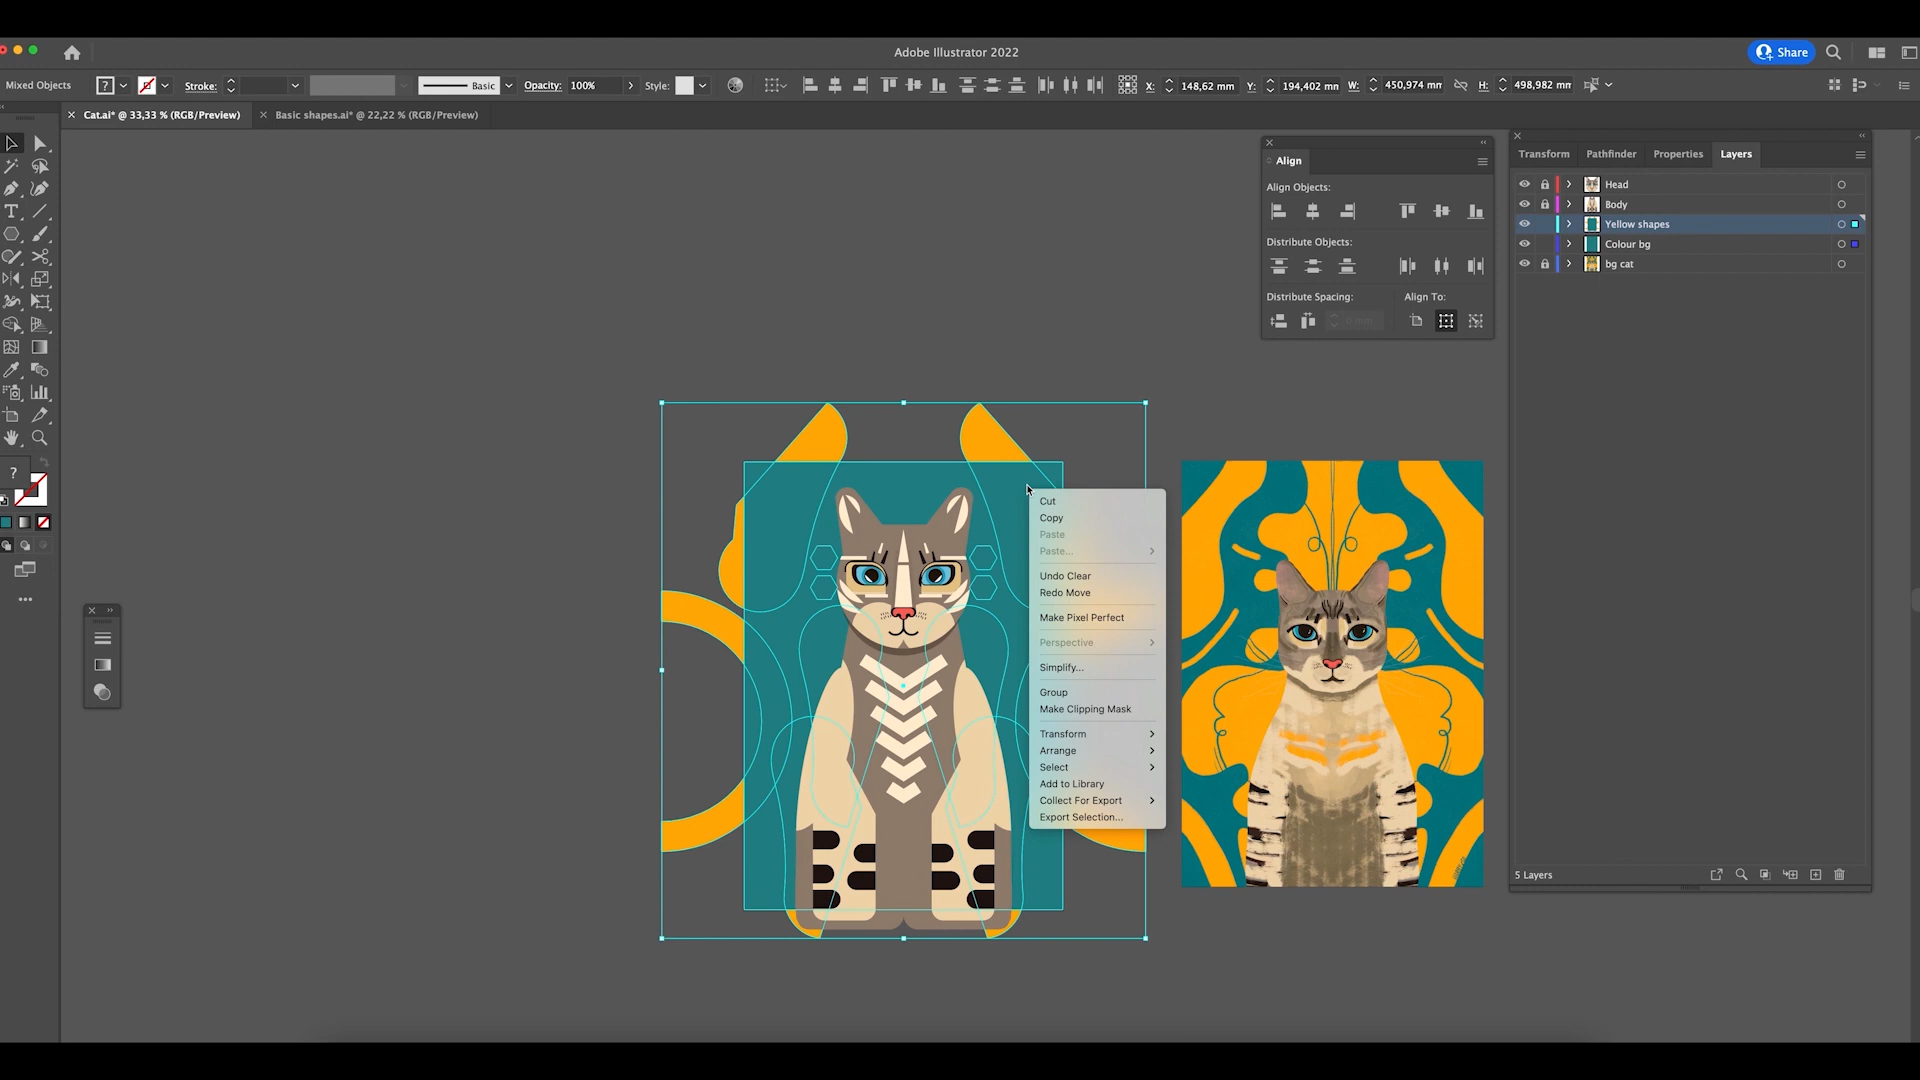 Adobe Illustrator 2022
Share
Mixed Objects
?
Stroke:
Basic
Opacity: 100%
Style:
X: 148,62 mm
Y: 194,402 mm
W: 450,974 mm
H: 498,982 mm
Cat.ai* @ 33,33 % (RGB/Preview)
Basic shapes.ai* @ 22,22 % (RGB/Preview)
Align
Align Objects:
Distribute Objects:
Distribute Spacing:
Align To:
0 mm
Transform
Pathfinder
Properties
Layers
Head
Body
Yellow shapes
Colour bg
bg cat
5 Layers
?
Cut
Copy
Paste
Paste...
Undo Clear
Redo Move
Make Pixel Perfect
Perspective
Simplify...
Group
Make Clipping Mask
Transform
Arrange
Select
Add to Library
Collect For Export
Export Selection...